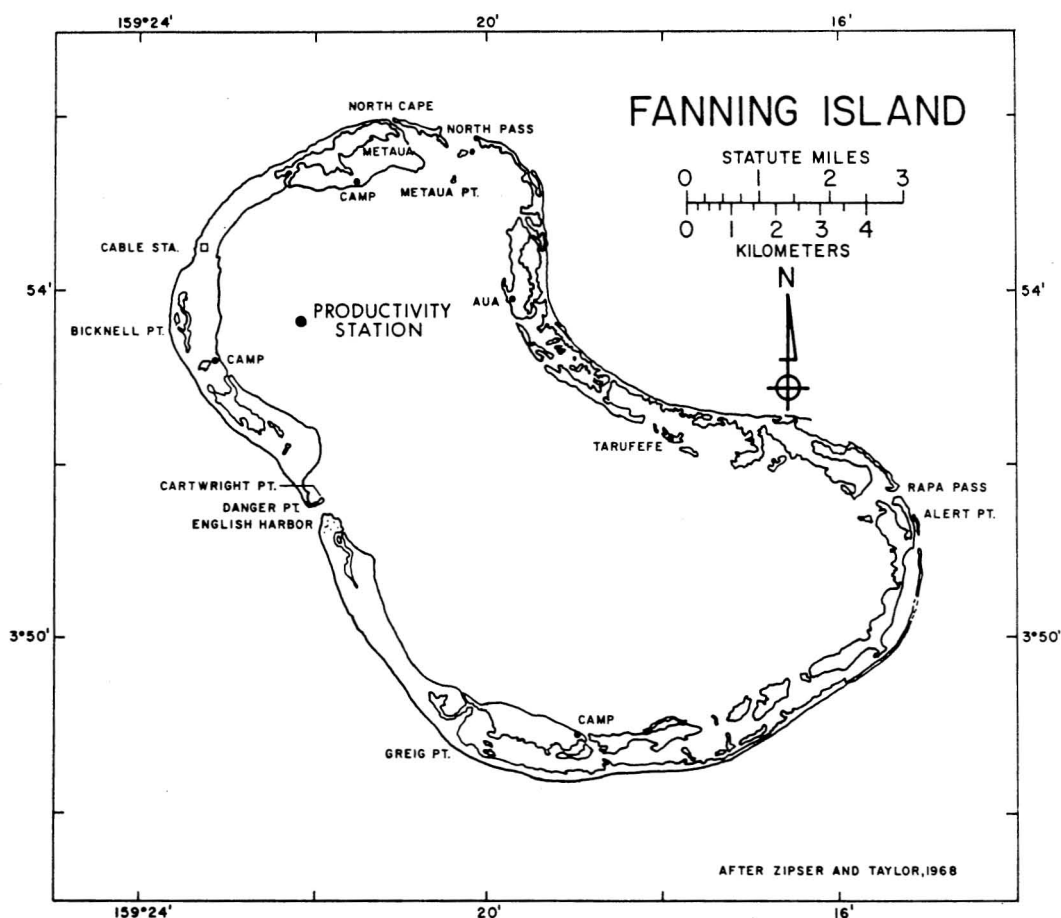 159°24' 20' 16'
FANNING ISLAND
STATUTE MILES
0 1 2 3
0 1 2 3 4
KILOMETERS
N
NORTH CAPE
NORTH PASS
METAUA
CAMP
METAUA PT.
CABLE STA.
54' 54'
AUA
PRODUCTIVITY
STATION
BICKNELL PT.
CAMP
TARUFEFE
CARTWRIGHT PT.
RAPA PASS
DANGER PT.
ALERT PT.
ENGLISH HARBOR
3°50' 3°50'
CAMP
GREIG PT.
AFTER ZIPSER AND TAYLOR,1968
159°24' 20' 16'